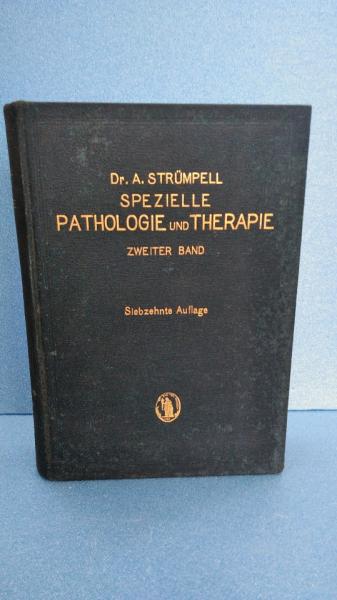 Dr. A. STRÜMPELL
SPEZIELLE
PATHOLOGIE UND THERAPIE
ZWEITER BAND
Siebzehnte Auflage